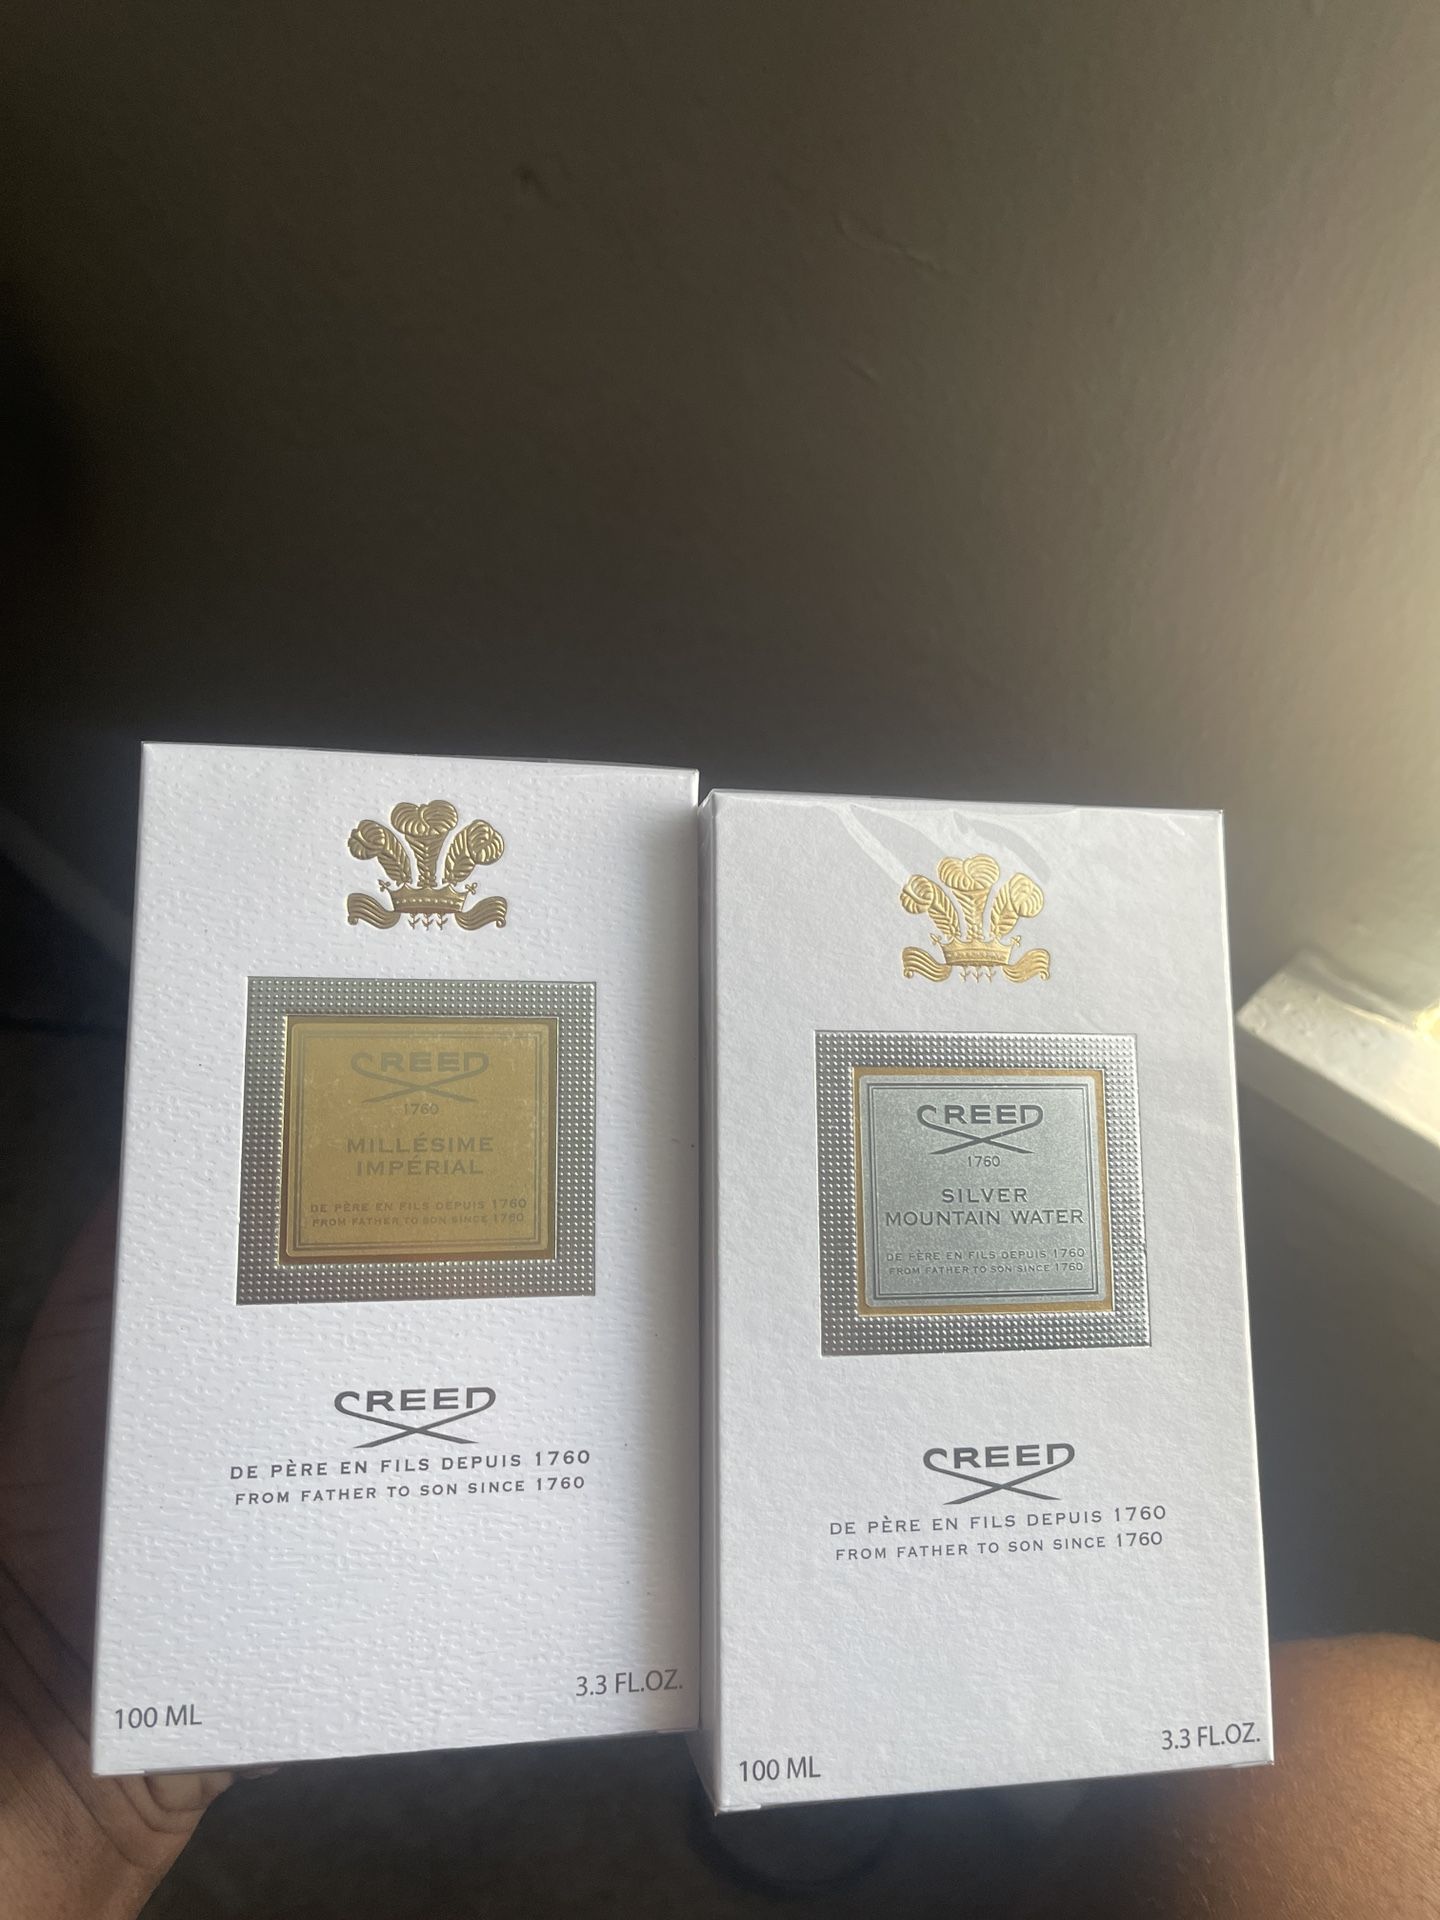 CREED
1760
MILLÉSIME
IMPÉRIAL
DE PÈRE EN FILS DEPUIS 1760
FROM FATHER TO SON SINCE 1760
CREED
DE PÈRE EN FILS DEPUIS 1760
FROM FATHER TO SON SINCE 1760
100 ML
3.3 FL.OZ.
CREED
1760
SILVER
MOUNTAIN WATER
DE PÈRE EN FILS DEPUIS 1760
FROM FATHER TO SON SINCE 1760
CREED
DE PÈRE EN FILS DEPUIS 1760
FROM FATHER TO SON SINCE 1760
100 ML
3.3 FL.OZ.